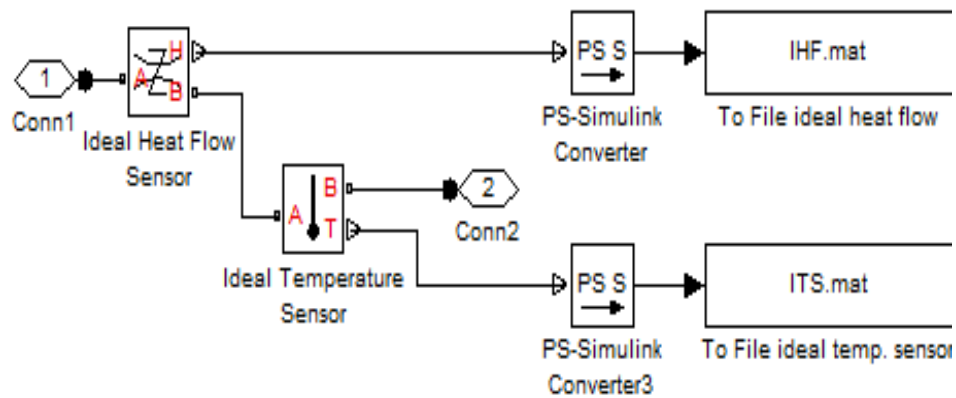 H
PS S
IHF.mat
1
A
B
Conn1
Ideal Heat Flow
Sensor
PS-Simulink
Converter
To File ideal heat flow
B
2
A
T
Conn2
Ideal Temperature
Sensor
PS S
ITS.mat
PS-Simulink
Converter3
To File ideal temp. sensor